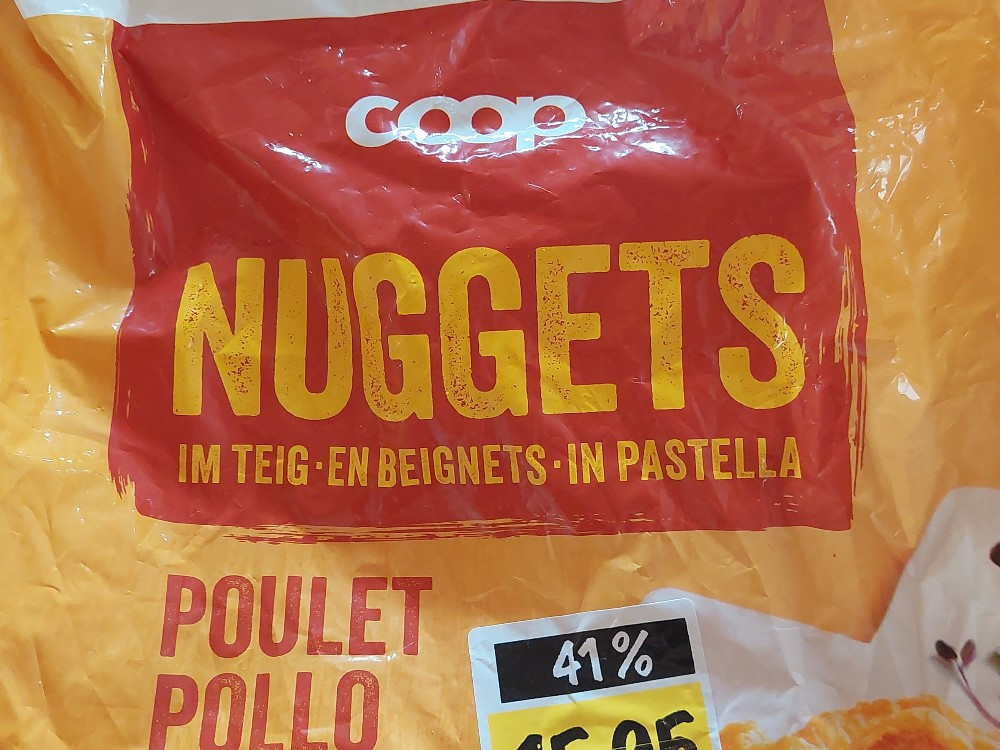 coop
NUGGETS
IM TEIG · EN BEIGNETS · IN PASTELLA
POULET
POLLO
41%